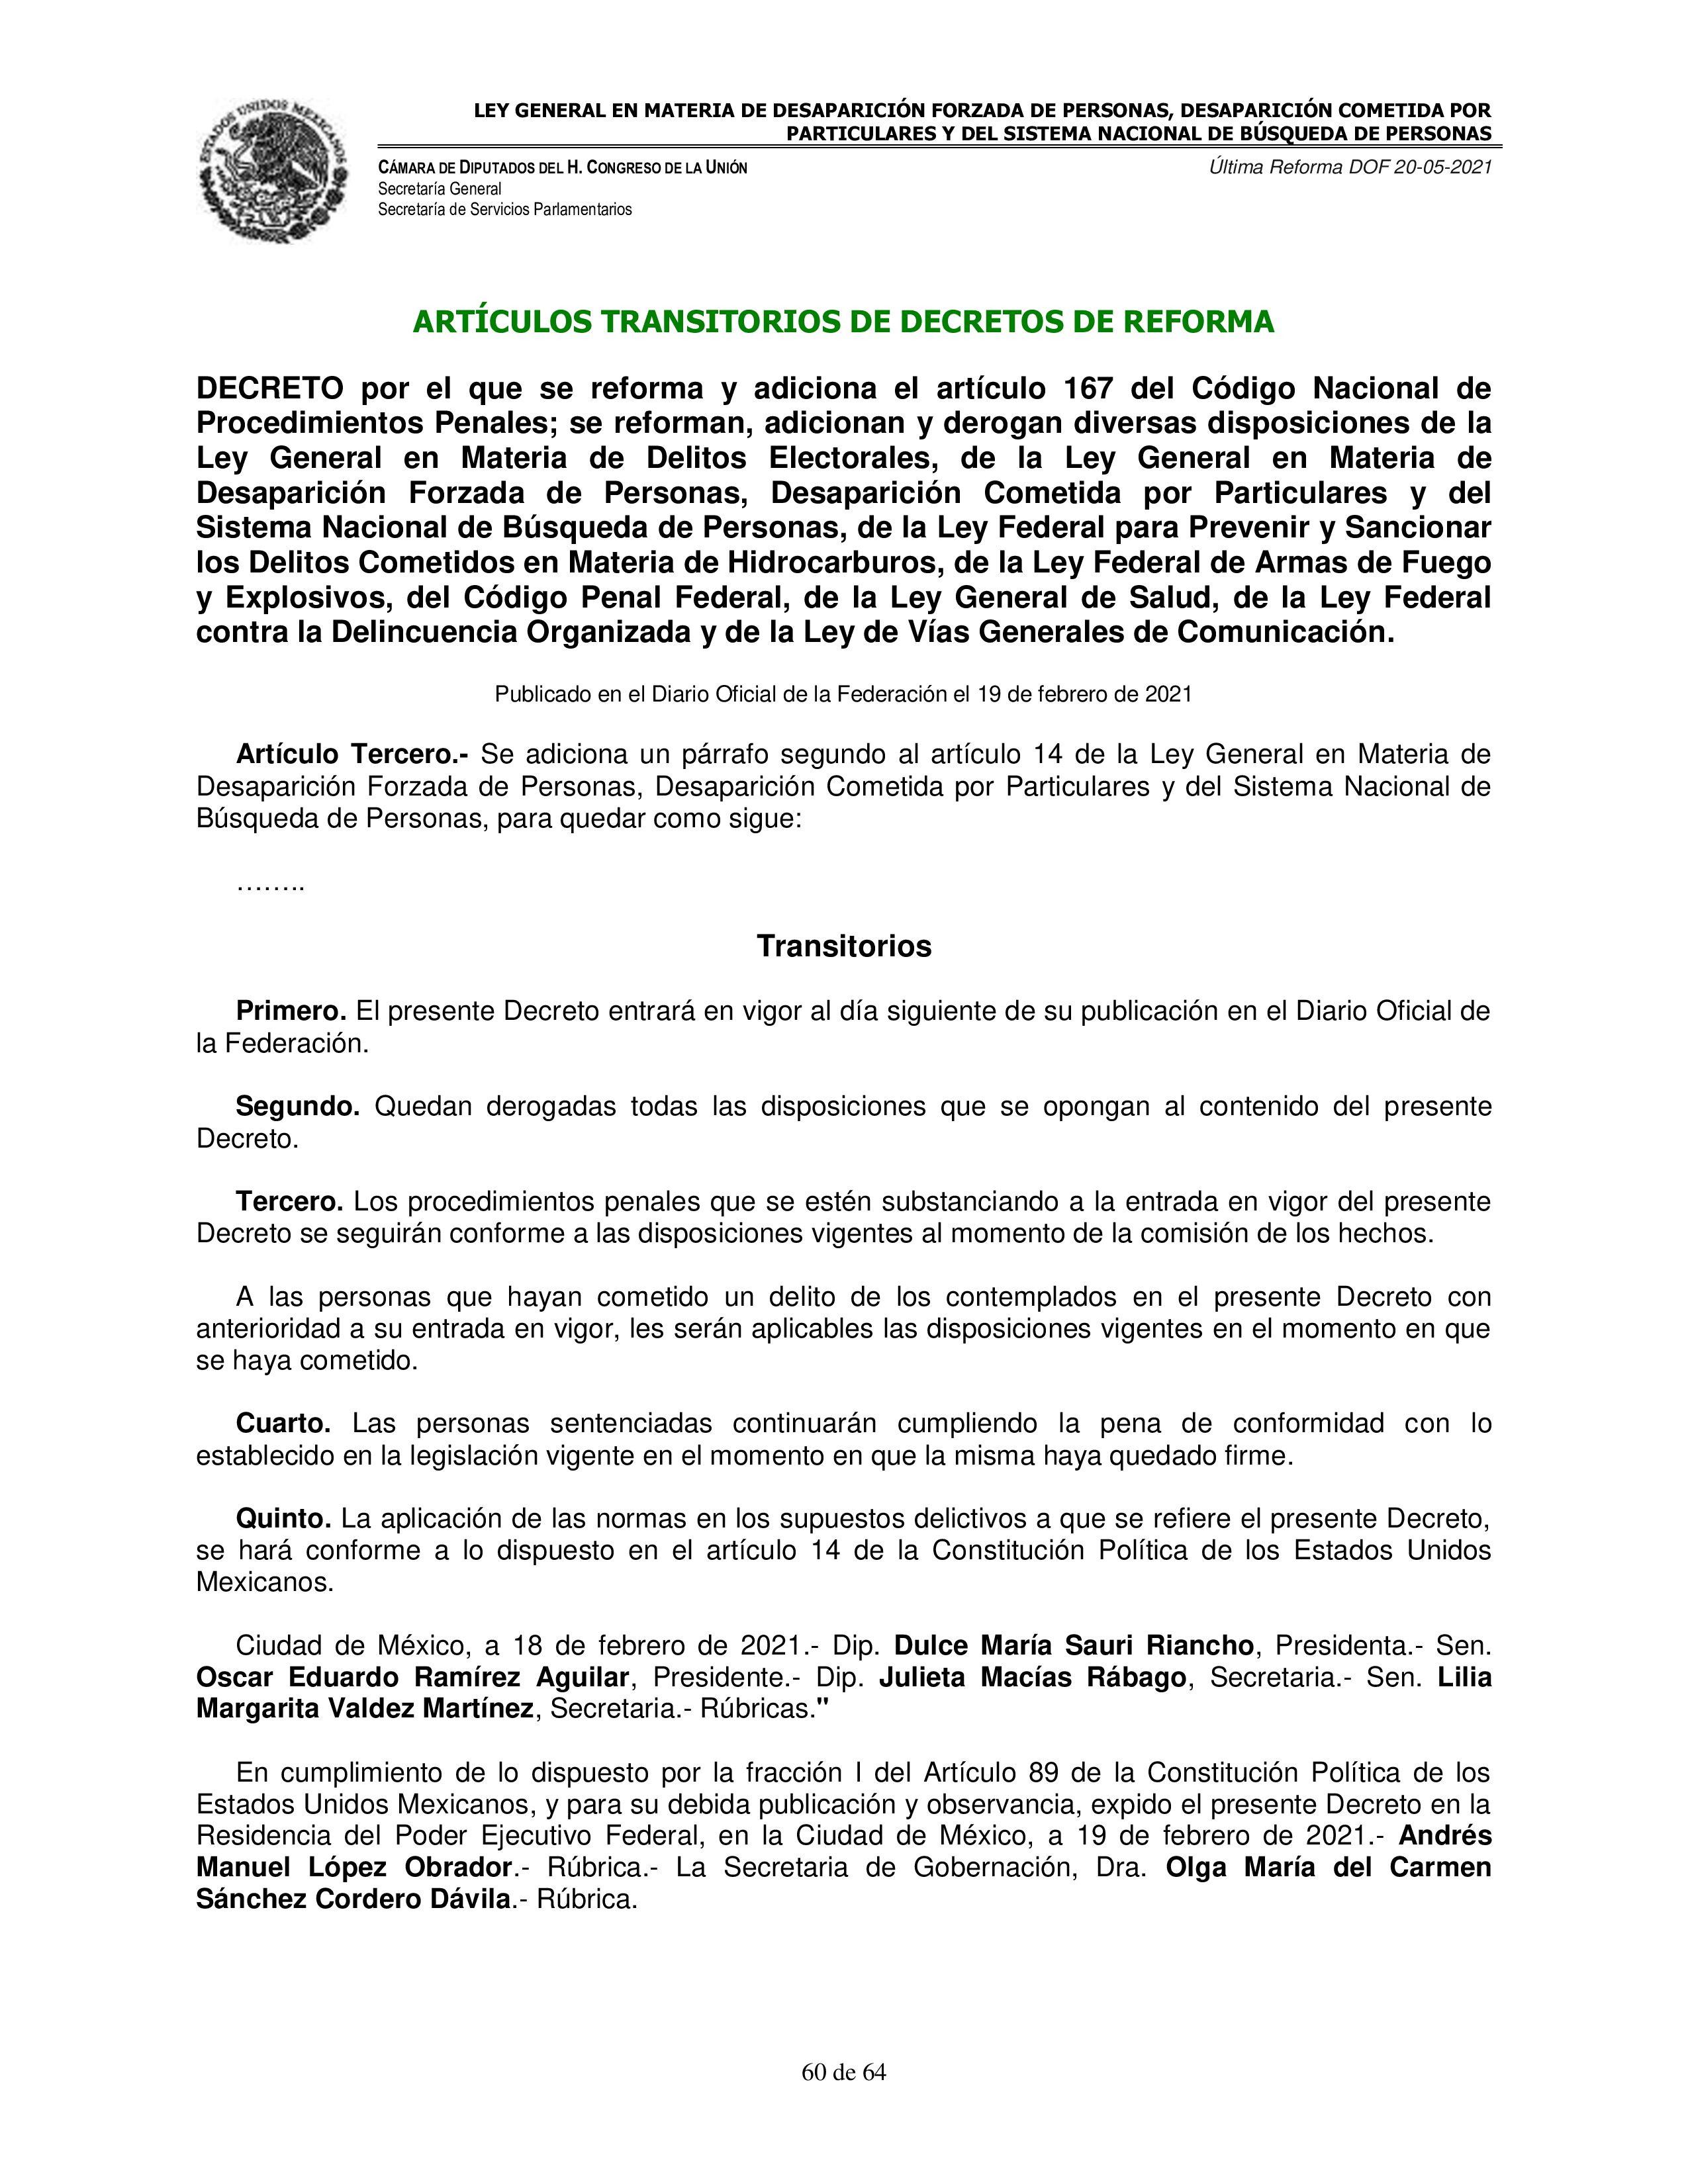 ESTADOS UNIDOS MEXICANOS
LEY GENERAL EN MATERIA DE DESAPARICIÓN FORZADA DE PERSONAS, DESAPARICIÓN COMETIDA POR
PARTICULARES Y DEL SISTEMA NACIONAL DE BÚSQUEDA DE PERSONAS
CÁMARA DE DIPUTADOS DEL H. CONGRESO DE LA UNIÓN
Última Reforma DOF 20-05-2021
Secretaría General
Secretaría de Servicios Parlamentarios
ARTÍCULOS TRANSITORIOS DE DECRETOS DE REFORMA
DECRETO por el que se reforma y adiciona el artículo 167 del Código Nacional de
Procedimientos Penales; se reforman, adicionan y derogan diversas disposiciones de la
Ley General en Materia de Delitos Electorales, de la Ley General en Materia de
Desaparición Forzada de Personas, Desaparición Cometida por Particulares y del
Sistema Nacional de Búsqueda de Personas, de la Ley Federal para Prevenir y Sancionar
los Delitos Cometidos en Materia de Hidrocarburos, de la Ley Federal de Armas de Fuego
y Explosivos, del Código Penal Federal, de la Ley General de Salud, de la Ley Federal
contra la Delincuencia Organizada y de la Ley de Vías Generales de Comunicación.
Publicado en el Diario Oficial de la Federación el 19 de febrero de 2021
Artículo Tercero.- Se adiciona un párrafo segundo al artículo 14 de la Ley General en Materia de
Desaparición Forzada de Personas, Desaparición Cometida por Particulares y del Sistema Nacional de
Búsqueda de Personas, para quedar como sigue:
……..
Transitorios
Primero. El presente Decreto entrará en vigor al día siguiente de su publicación en el Diario Oficial de
la Federación.
Segundo. Quedan derogadas todas las disposiciones que se opongan al contenido del presente
Decreto.
Tercero. Los procedimientos penales que se estén substanciando a la entrada en vigor del presente
Decreto se seguirán conforme a las disposiciones vigentes al momento de la comisión de los hechos.
A las personas que hayan cometido un delito de los contemplados en el presente Decreto con
anterioridad a su entrada en vigor, les serán aplicables las disposiciones vigentes en el momento en que
se haya cometido.
Cuarto. Las personas sentenciadas continuarán cumpliendo la pena de conformidad con lo
establecido en la legislación vigente en el momento en que la misma haya quedado firme.
Quinto. La aplicación de las normas en los supuestos delictivos a que se refiere el presente Decreto,
se hará conforme a lo dispuesto en el artículo 14 de la Constitución Política de los Estados Unidos
Mexicanos.
Ciudad de México, a 18 de febrero de 2021.- Dip. Dulce María Sauri Riancho, Presidenta.- Sen.
Oscar Eduardo Ramírez Aguilar, Presidente.- Dip. Julieta Macías Rábago, Secretaria.- Sen. Lilia
Margarita Valdez Martínez, Secretaria.- Rúbricas."
En cumplimiento de lo dispuesto por la fracción I del Artículo 89 de la Constitución Política de los
Estados Unidos Mexicanos, y para su debida publicación y observancia, expido el presente Decreto en la
Residencia del Poder Ejecutivo Federal, en la Ciudad de México, a 19 de febrero de 2021.- Andrés
Manuel López Obrador.- Rúbrica.- La Secretaria de Gobernación, Dra. Olga María del Carmen
Sánchez Cordero Dávila.- Rúbrica.
60 de 64